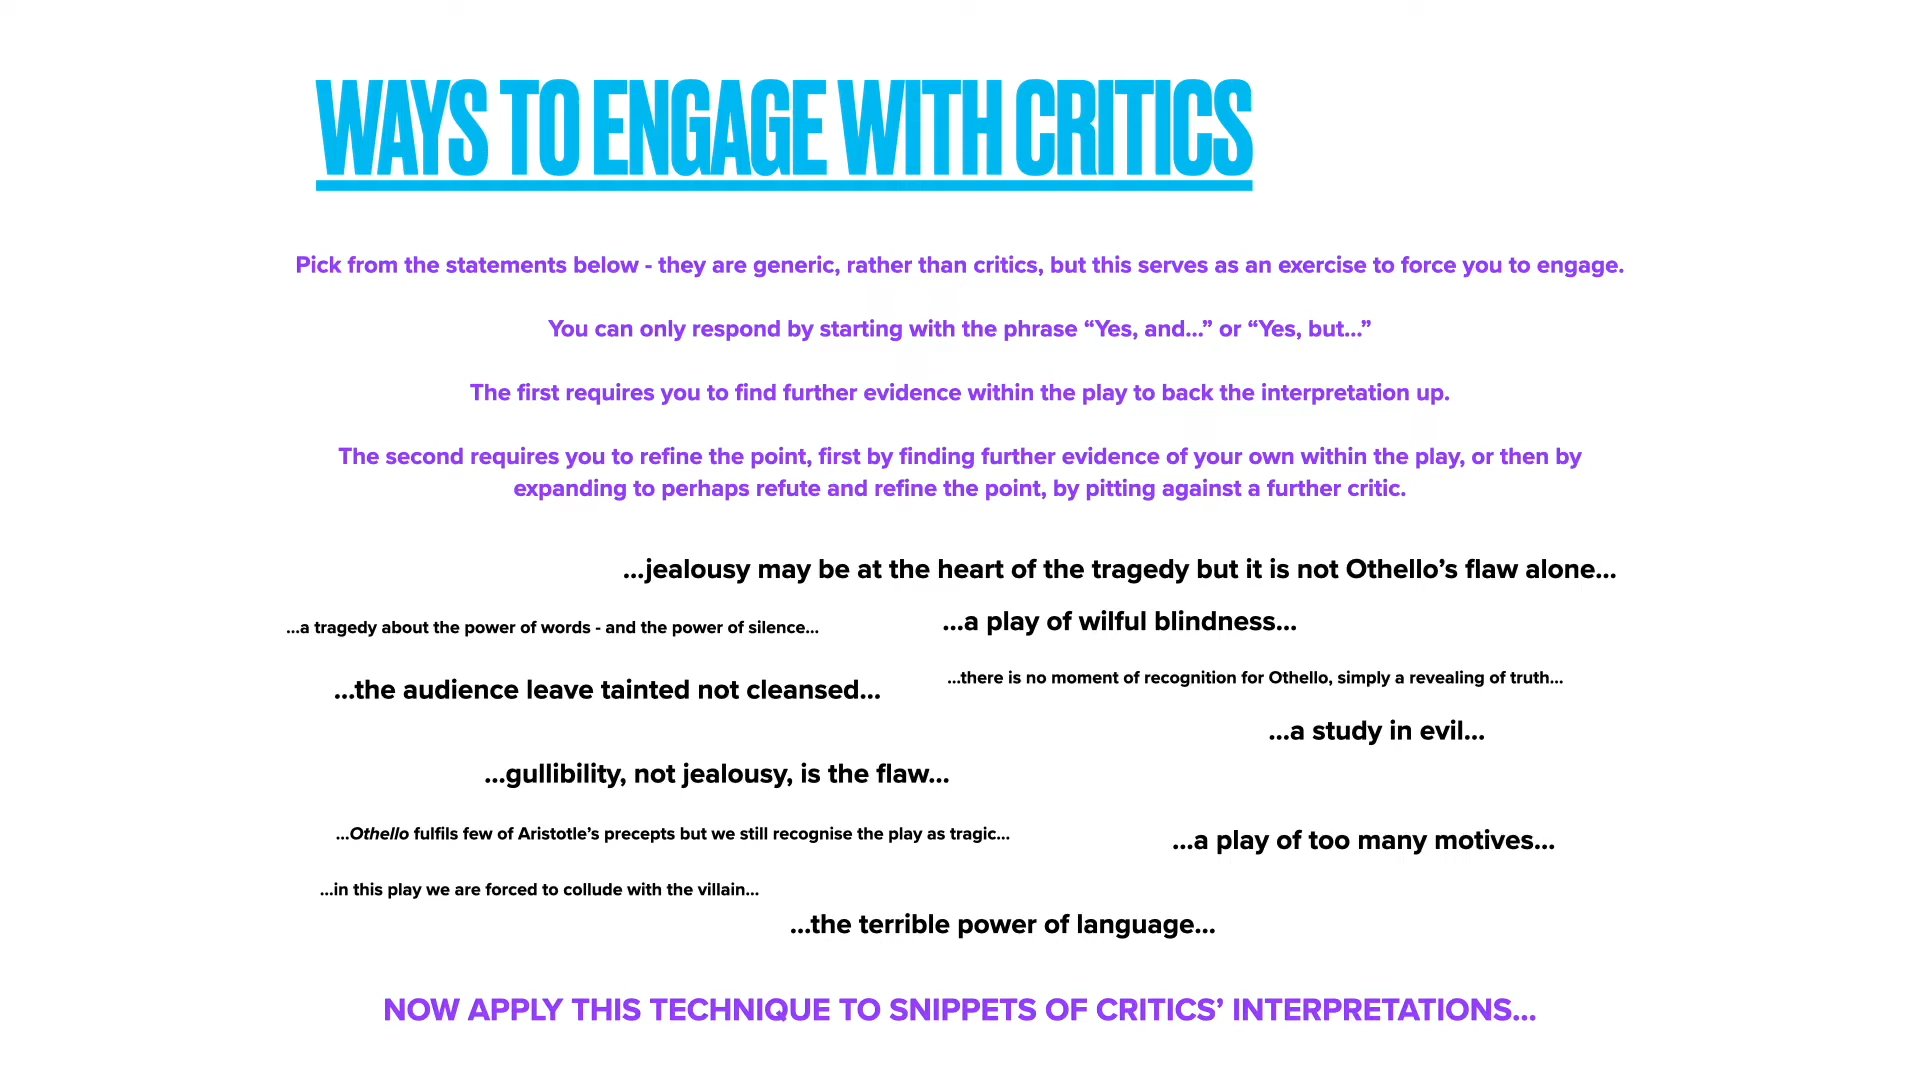 WAYS TO ENGAGE WITH CRITICS
Pick from the statements below - they are generic, rather than critics, but this serves as an exercise to force you to engage.
You can only respond by starting with the phrase “Yes, and...” or “Yes, but...”
The first requires you to find further evidence within the play to back the interpretation up.
The second requires you to refine the point, first by finding further evidence of your own within the play, or then by
expanding to perhaps refute and refine the point, by pitting against a further critic.
...jealousy may be at the heart of the tragedy but it is not Othello’s flaw alone...
...a tragedy about the power of words - and the power of silence...
...a play of wilful blindness...
...the audience leave tainted not cleansed...
...there is no moment of recognition for Othello, simply a revealing of truth...
...a study in evil...
...gullibility, not jealousy, is the flaw...
...Othello fulfils few of Aristotle’s precepts but we still recognise the play as tragic...
...a play of too many motives...
...in this play we are forced to collude with the villain...
...the terrible power of language...
NOW APPLY THIS TECHNIQUE TO SNIPPETS OF CRITICS’ INTERPRETATIONS...